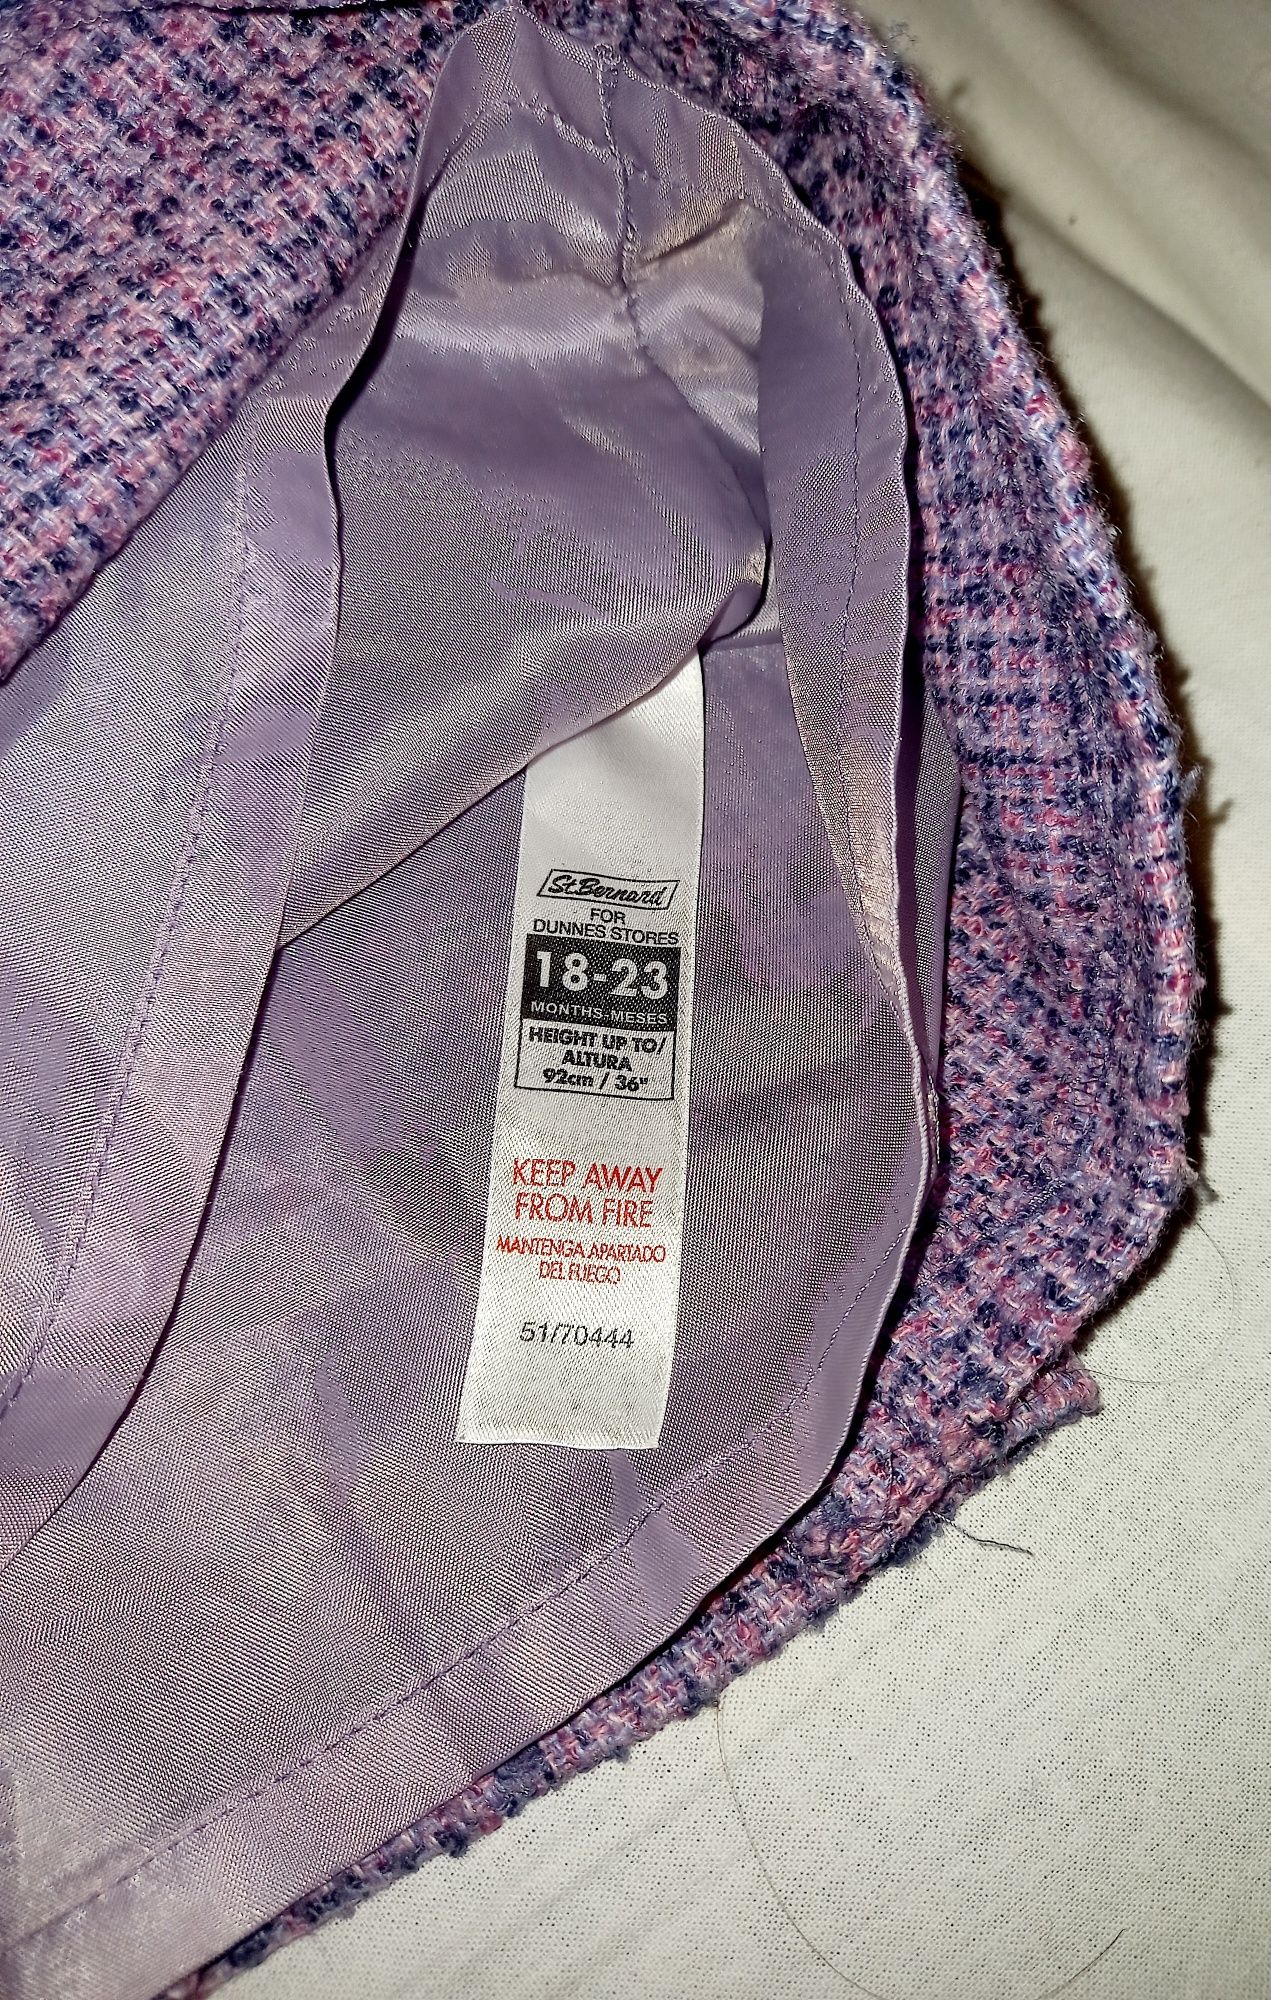 St.Bernard
FOR
DUNNES STORES
18-23
MONTHS-MESES
HEIGHT UP TO/
ALTURA
92cm / 36"
KEEP AWAY
FROM FIRE
MANTENGA APARTADO
DEL FUEGO
51/70444